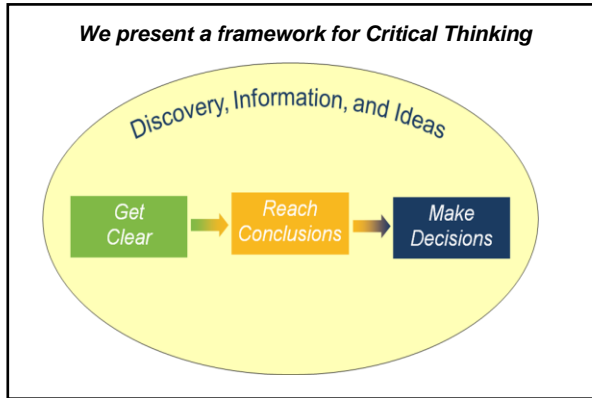 We present a framework for Critical Thinking
Discovery, Information, and Ideas
Get
Clear
Reach
Conclusions
Make
Decisions